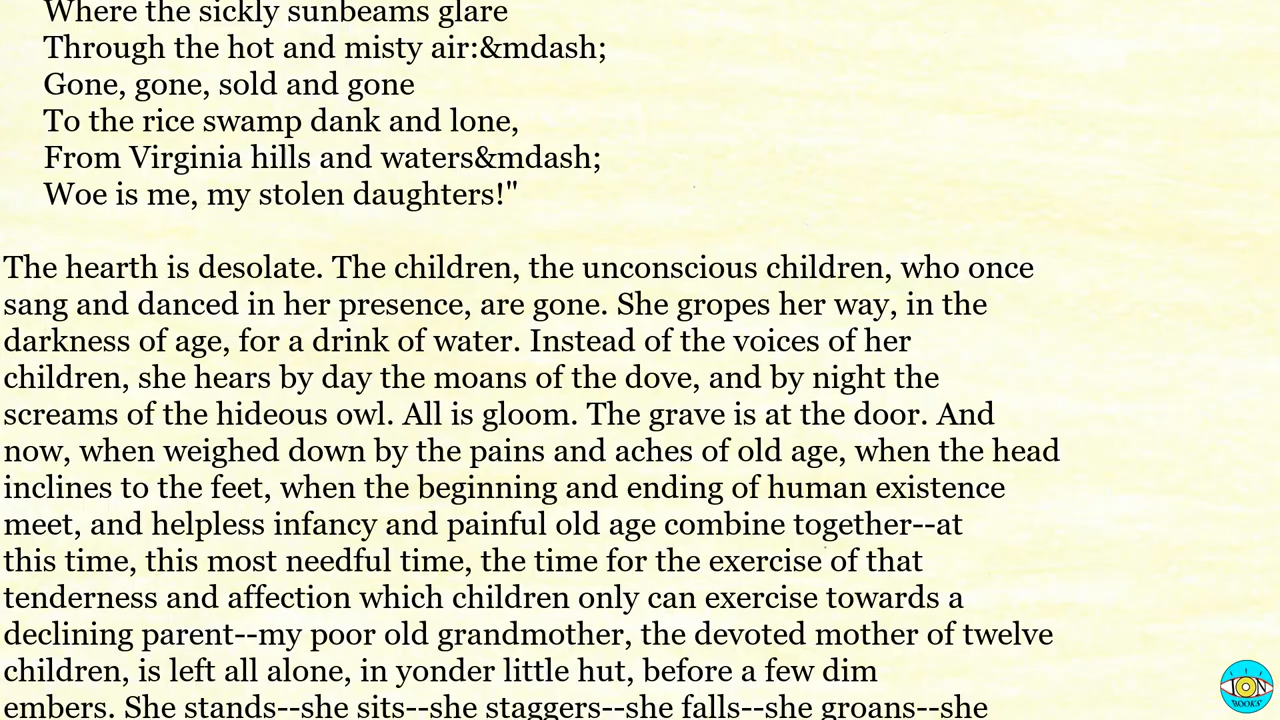 Where the sickly sunbeams glare
Through the hot and misty air:&mdash;
Gone, gone, sold and gone
To the rice swamp dank and lone,
From Virginia hills and waters&mdash;
Woe is me, my stolen daughters!"
The hearth is desolate. The children, the unconscious children, who once
sang and danced in her presence, are gone. She gropes her way, in the
darkness of age, for a drink of water. Instead of the voices of her
children, she hears by day the moans of the dove, and by night the
screams of the hideous owl. All is gloom. The grave is at the door. And
now, when weighed down by the pains and aches of old age, when the head
inclines to the feet, when the beginning and ending of human existence
meet, and helpless infancy and painful old age combine together--at
this time, this most needful time, the time for the exercise of that
tenderness and affection which children only can exercise towards a
declining parent--my poor old grandmother, the devoted mother of twelve
children, is left all alone, in yonder little hut, before a few dim
embers. She stands--she sits--she staggers--she falls--she groans--she
ION
BOOKS